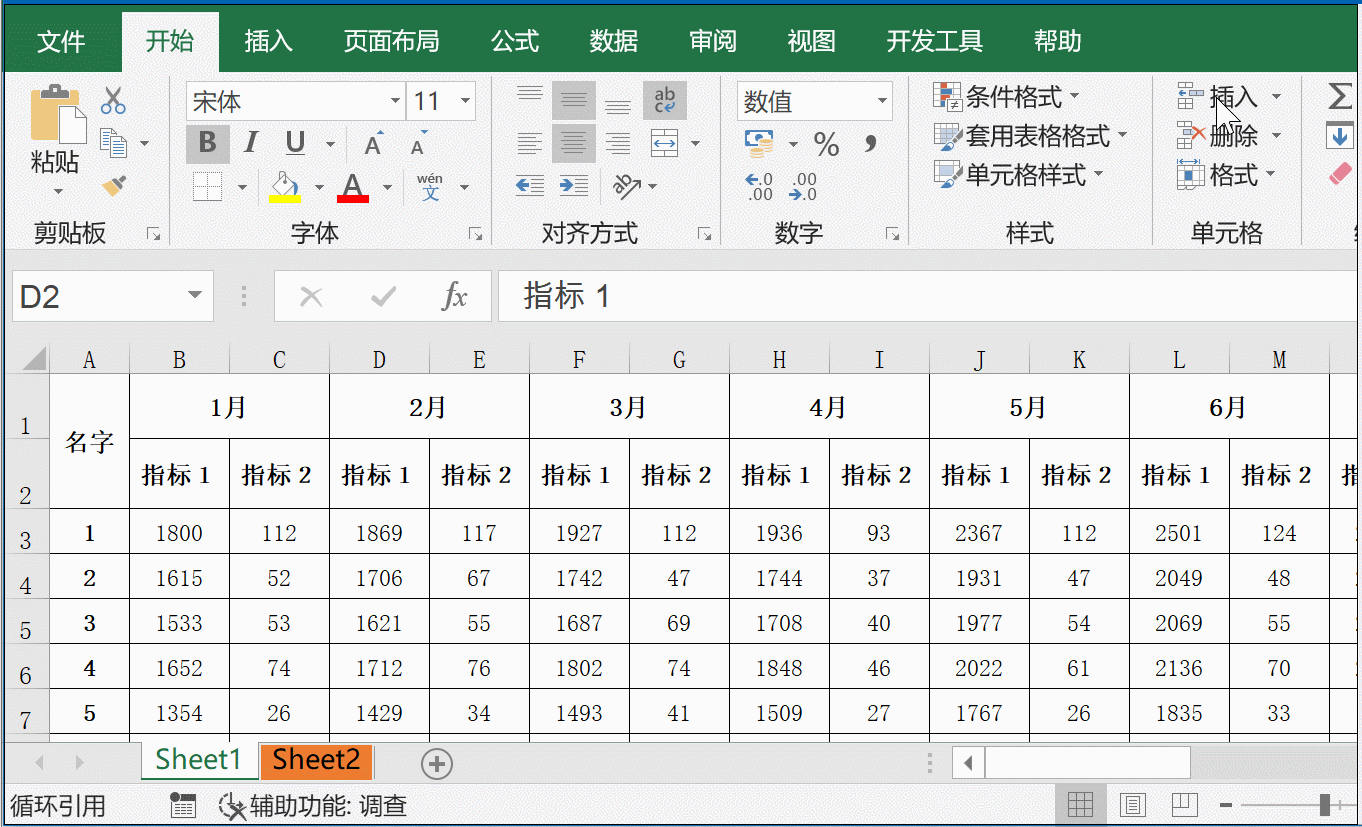 文件 开始 插入 页面布局 公式 数据 审阅 视图 开发工具 帮助
宋体 11 ab 数值 条件格式 插入
B I U A A % , 套用表格格式 删除
粘贴 A wén 文 .0 .00 .00 .0 ab 单元格样式 格式
剪贴板 字体 对齐方式 数字 样式 单元格
D2 fx 指标 1
A B C D E F G H I J K L M
1 名字 1月 2月 3月 4月 5月 6月
2 指标 1 指标 2 指标 1 指标 2 指标 1 指标 2 指标 1 指标 2 指标 1 指标 2 指标 1 指标 2
3 1 1800 112 1869 117 1927 112 1936 93 2367 112 2501 124
4 2 1615 52 1706 67 1742 47 1744 37 1931 47 2049 48
5 3 1533 53 1621 55 1687 69 1708 40 1977 54 2069 55
6 4 1652 74 1712 76 1802 74 1848 46 2022 61 2136 70
7 5 1354 26 1429 34 1493 41 1509 27 1767 26 1835 33
Sheet1 Sheet2
循环引用 辅助功能: 调查